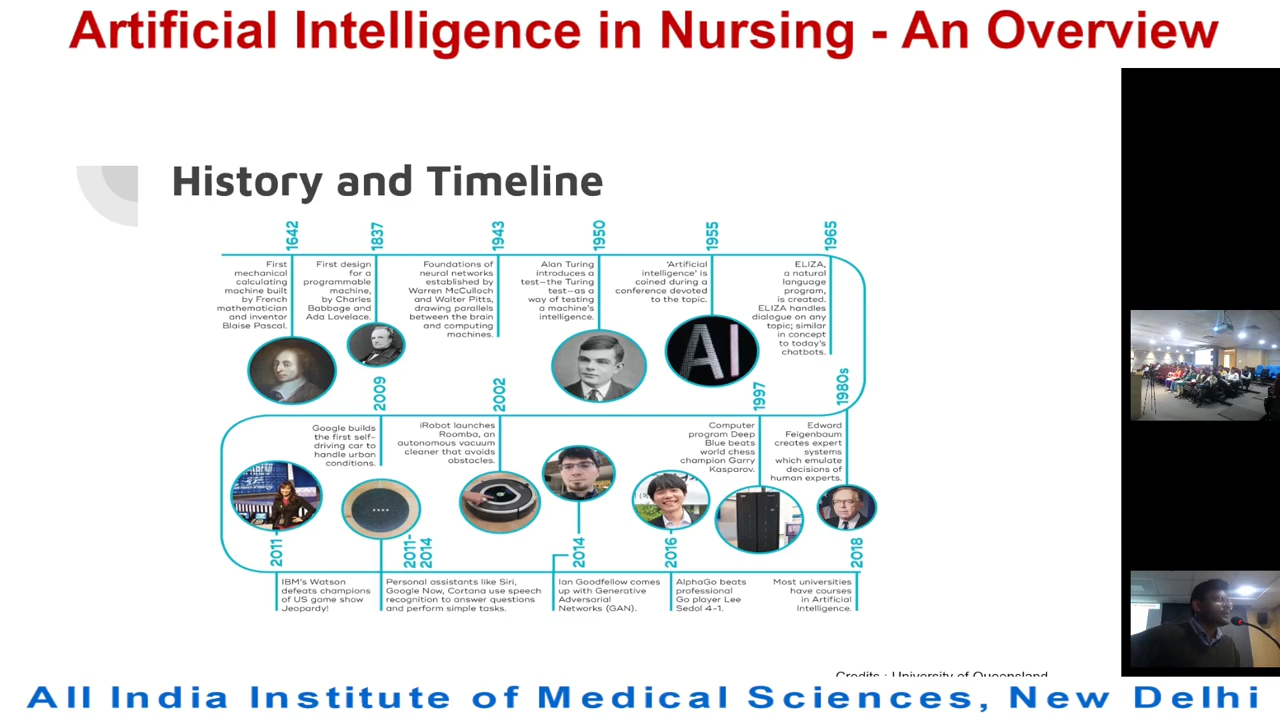 Artificial Intelligence in Nursing - An Overview
History and Timeline
1642
First
mechanical
calculating
machine built
by French
mathematician
and inventor
Blaise Pascal.
1837
First design
for a
programmable
machine,
by Charles
Babbage and
Ada Lovelace.
1943
Foundations of
neural networks
established by
Warren McCulloch
and Walter Pitts,
drawing parallels
between the brain
and computing
machines.
1950
Alan Turing
introduces a
test—the Turing
test—as a
way of testing
a machine's
intelligence.
1955
'Artificial
intelligence' is
coined during a
conference devoted
to the topic.
AI
1965
ELIZA,
a natural
language
program,
is created.
ELIZA handles
dialogue on any
topic; similar
in concept
to today's
chatbots.
2009
Google builds
the first self-
driving car to
handle urban
conditions.
2002
iRobot launches
Roomba, an
autonomous vacuum
cleaner that avoids
obstacles.
1997
Computer
program Deep
Blue beats
world chess
champion Garry
Kasparov.
1980s
Edward
Feigenbaum
creates expert
systems
which emulate
decisions of
human experts.
2011
IBM's Watson
defeats champions
of US game show
Jeopardy!
2011-
2014
Personal assistants like Siri,
Google Now, Cortana use speech
recognition to answer questions
and perform simple tasks.
2014
Ian Goodfellow comes
up with Generative
Adversarial
Networks (GAN).
2016
AlphaGo beats
professional
Go player Lee
Sedol 4-1.
2018
Most universities
have courses
in Artificial
Intelligence.
Credits : University of Queensland
All India Institute of Medical Sciences, New Delhi